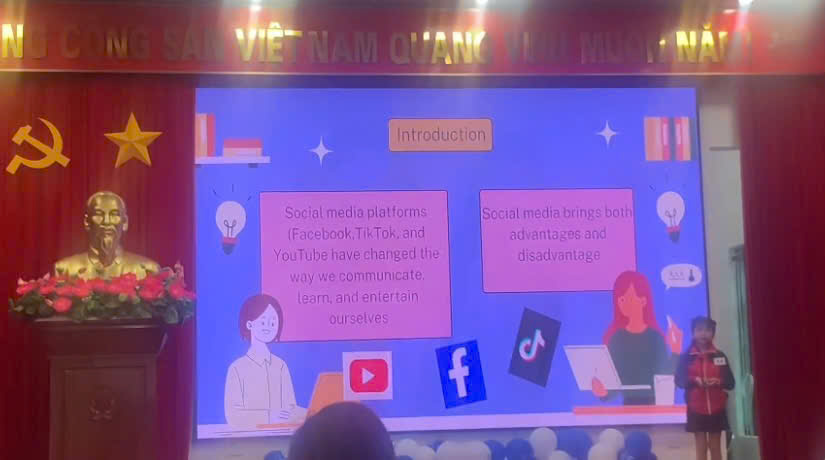 NG CỘNG SẢN VIỆT NAM QUANG VINH MUÔN NĂM
Introduction
Social media platforms
(Facebook,TikTok, and
YouTube have changed the
way we communicate,
learn, and entertain
ourselves
Social media brings both
advantages and
disadvantage